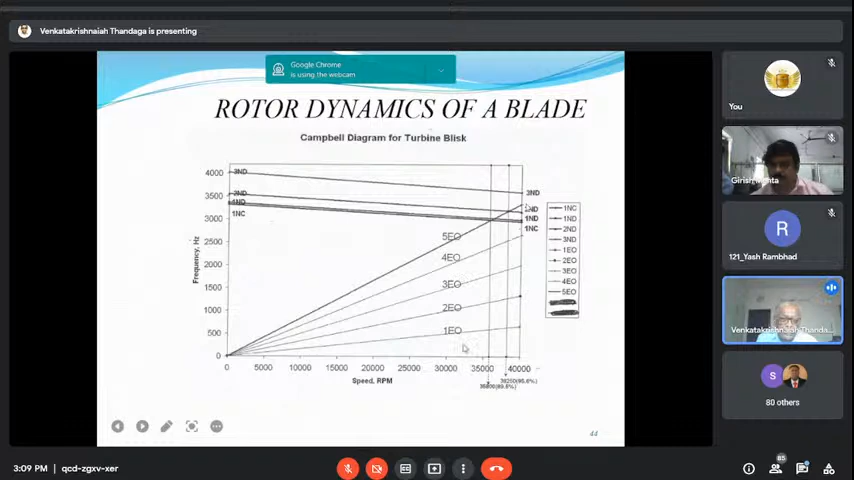 Venkatakrishnaiah Thandaga is presenting
Google Chrome
is using the webcam
ROTOR DYNAMICS OF A BLADE
Campbell Diagram for Turbine Blisk
4000
3500
3000
2500
2000
1500
1000
500
0
Frequency, Hz
3ND
2ND
1ND
1NC
5EO
4EO
3EO
2EO
1EO
3ND
1ND
1NC
1NC
1ND
2ND
3ND
1EO
2EO
3EO
4EO
5EO
0
5000
10000
15000
20000
25000
30000
35000
40000
Speed, RPM
44
You
Girish Mehta
R
121_Yash Rambhad
Venkatakrishnaiah Thanda...
S
80 others
3:09 PM | qcd-zgxv-xer
85